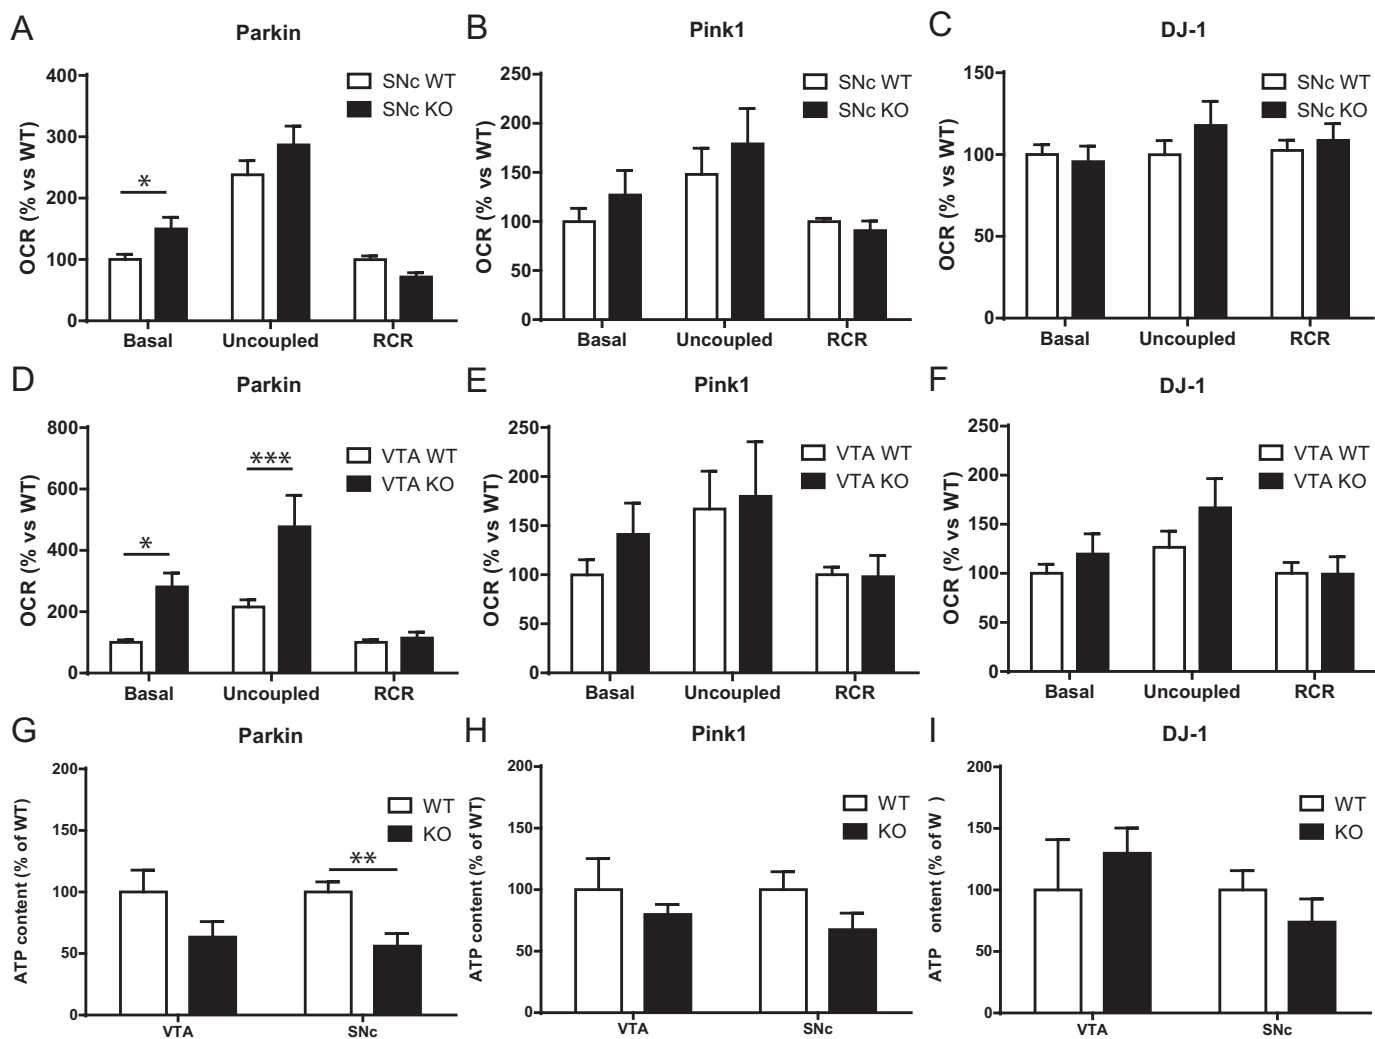 A
Parkin
OCR (% vs WT)
400
300
200
100
0
*
SNc WT
SNc KO
Basal Uncoupled RCR
B
Pink1
OCR (% vs WT)
250
200
150
100
50
0
SNc WT
SNc KO
Basal Uncoupled RCR
C
DJ-1
OCR (% vs WT)
150
100
50
0
SNc WT
SNc KO
Basal Uncoupled RCR
D
Parkin
OCR (% vs WT)
800
600
400
200
0
*
***
VTA WT
VTA KO
Basal Uncoupled RCR
E
Pink1
OCR (% vs WT)
250
200
150
100
50
0
VTA WT
VTA KO
Basal Uncoupled RCR
F
DJ-1
OCR (% vs WT)
250
200
150
100
50
0
VTA WT
VTA KO
Basal Uncoupled RCR
G
Parkin
ATP content (% of WT)
200
150
100
50
0
**
WT
KO
VTA SNc
H
Pink1
ATP content (% of WT)
200
150
100
50
0
WT
KO
VTA SNc
I
DJ-1
ATP ontent (% of W )
200
150
100
50
0
WT
KO
VTA SNc